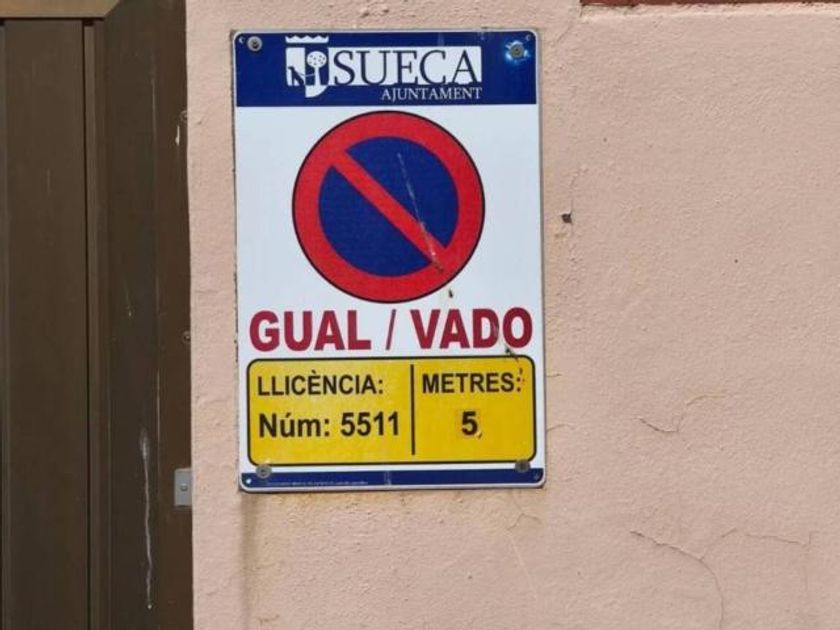 SUECA
AJUNTAMENT
GUAL / VADO
LLICÈNCIA:
Núm: 5511
METRES:
5